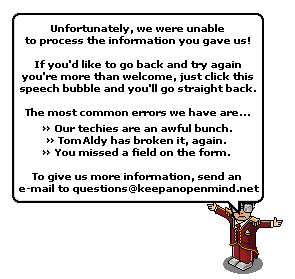 Unfortunately, we were unable
to process the information you gave us!
If you'd like to go back and try again
you're more than welcome, just click this
speech bubble and you'll go straight back.
The most common errors we have are...
» Our techies are an awful bunch.
» TomAldy has broken it, again.
» You missed a field on the form.
To give us more information, send an
e-mail to questions@keepanopenmind.net